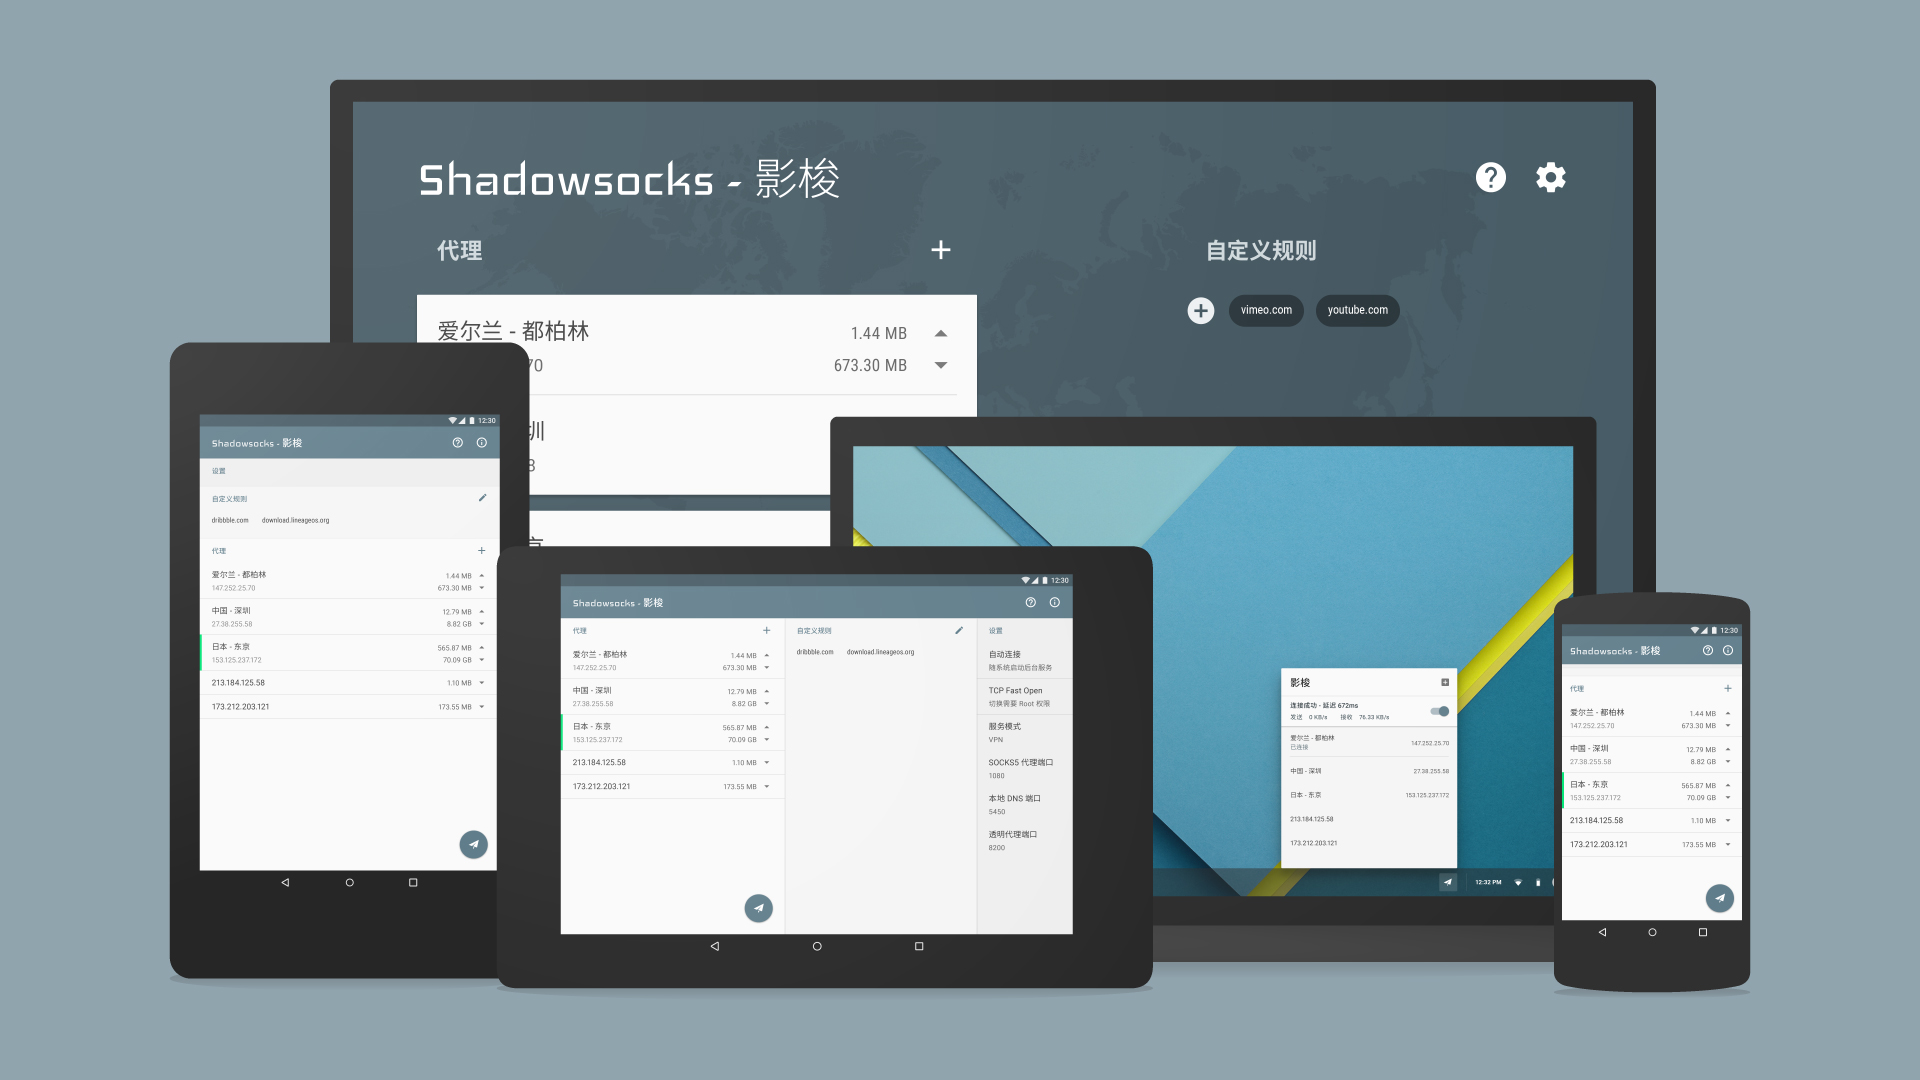 Shadowsocks - 影梭
代理
自定义规则
vimeo.com
youtube.com
爱尔兰 - 都柏林
1.44 MB
70
673.30 MB
圳
8
京
12:30
Shadowsocks - 影梭
设置
自定义规则
dribbble.com download.lineageos.org
代理
爱尔兰 - 都柏林
1.44 MB
147.252.25.70
673.30 MB
中国 - 深圳
12.79 MB
27.38.255.58
8.82 GB
日本 - 东京
565.87 MB
153.125.237.172
70.09 GB
213.184.125.58
1.10 MB
173.212.203.121
173.55 MB
12:30
Shadowsocks - 影梭
代理
爱尔兰 - 都柏林
1.44 MB
147.252.25.70
673.30 MB
中国 - 深圳
12.79 MB
27.38.255.58
8.82 GB
日本 - 东京
565.87 MB
153.125.237.172
70.09 GB
213.184.125.58
1.10 MB
173.212.203.121
173.55 MB
自定义规则
dribbble.com download.lineageos.org
设置
自动连接
随系统启动后台服务
TCP Fast Open
切换需要 Root 权限
服务模式
VPN
SOCKS5 代理端口
1080
本地 DNS 端口
5450
透明代理端口
8200
影梭
连接成功 - 延迟 672ms
发送 0 KB/s 接收 76.33 KB/s
爱尔兰 - 都柏林
已连接
147.252.25.70
中国 - 深圳
27.38.255.58
日本 - 东京
153.125.237.172
213.184.125.58
173.212.203.121
12:32 PM
12:30
Shadowsocks - 影梭
代理
爱尔兰 - 都柏林
1.44 MB
147.252.25.70
673.30 MB
中国 - 深圳
12.79 MB
27.38.255.58
8.82 GB
日本 - 东京
565.87 MB
153.125.237.172
70.09 GB
213.184.125.58
1.10 MB
173.212.203.121
173.55 MB